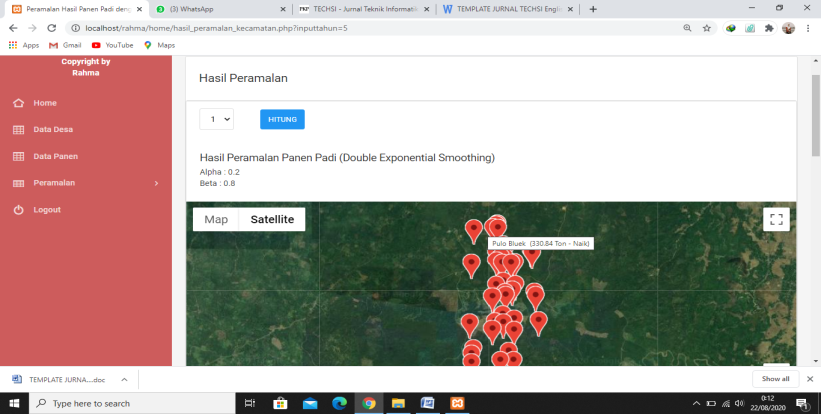 Peramalan Hasil Panen Padi deng
(3) WhatsApp
PKP TECHSI - Jurnal Teknik Informatik
TEMPLATE JURNAL TECHSI Engli
localhost/rahma/home/hasil_peramalan_kecamatan.php?inputtahun=5
Apps Gmail YouTube Maps
Copyright by
Rahma
Home
Data Desa
Data Panen
Peramalan
Logout
Hasil Peramalan
1 HITUNG
Hasil Peramalan Panen Padi (Double Exponential Smoothing)
Alpha : 0.2
Beta : 0.8
Map Satellite
Pulo Bluek (330.84 Ton - Naik)
TEMPLATE JURNA....doc
Show all
Type here to search
0:12
22/08/2020